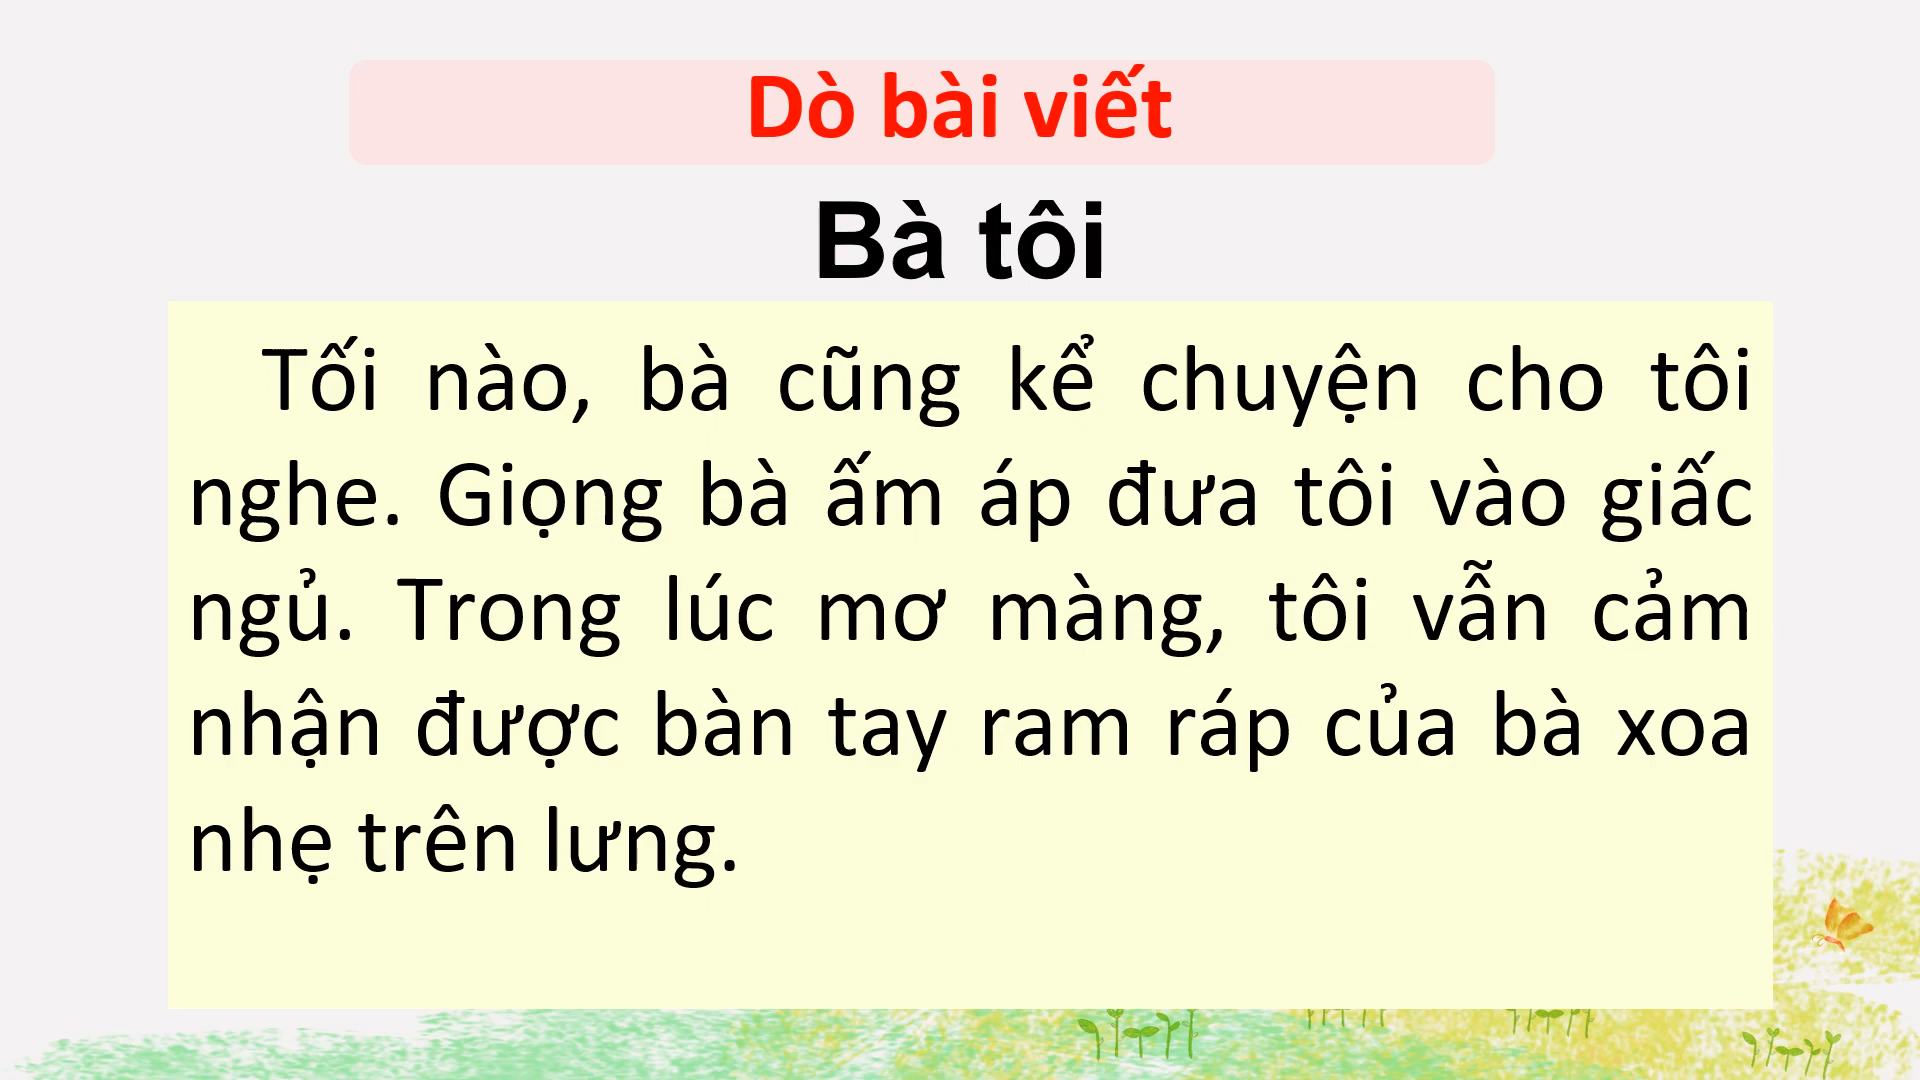 Dò bài viết
Bà tôi
Tối nào, bà cũng kể chuyện cho tôi
nghe. Giọng bà ấm áp đưa tôi vào giấc
ngủ. Trong lúc mơ màng, tôi vẫn cảm
nhận được bàn tay ram ráp của bà xoa
nhẹ trên lưng.